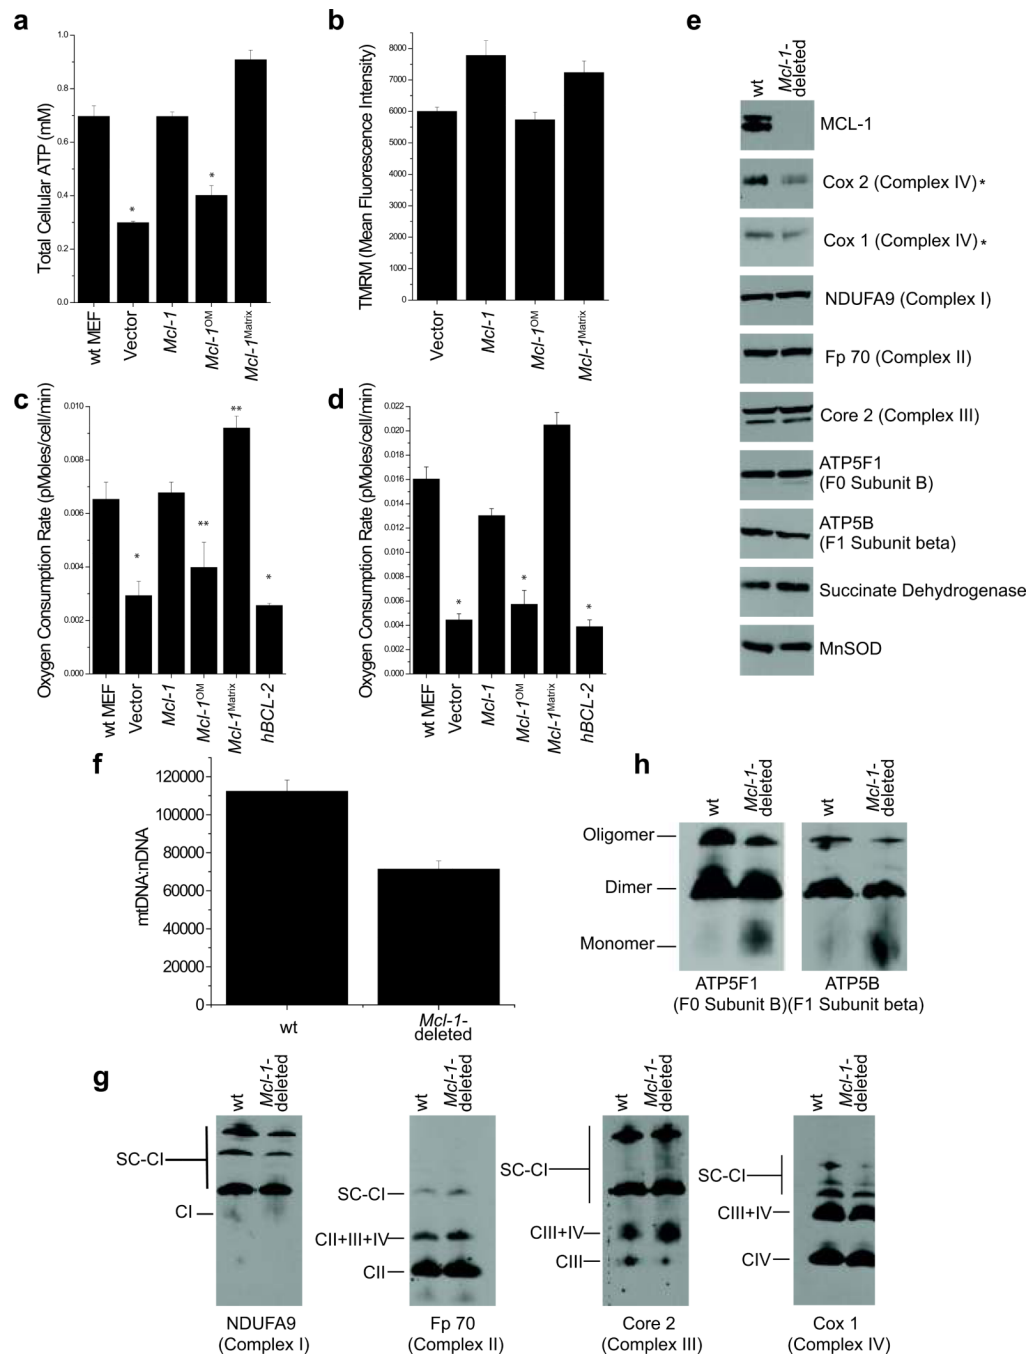 a
Total Cellular ATP (mM)
1.0
0.8
0.6
0.4
0.2
0.0
*
*
wt MEF
Vector
Mcl-1
Mcl-1OM
Mcl-1Matrix
b
TMRM (Mean Fluorescence Intensity)
8000
7000
6000
5000
4000
3000
2000
1000
0
Vector
Mcl-1
Mcl-1OM
Mcl-1Matrix
c
Oxygen Consumption Rate (pMoles/cell/min)
0.010
0.008
0.006
0.004
0.002
0.000
*
**
**
*
wt MEF
Vector
Mcl-1
Mcl-1OM
Mcl-1Matrix
hBCL-2
d
Oxygen Consumption Rate (pMoles/cell/min)
0.022
0.020
0.018
0.016
0.014
0.012
0.010
0.008
0.006
0.004
0.002
0.000
*
*
*
wt MEF
Vector
Mcl-1
Mcl-1OM
Mcl-1Matrix
hBCL-2
e
wt
Mcl-1-
deleted
MCL-1
Cox 2 (Complex IV)*
Cox 1 (Complex IV)*
NDUFA9 (Complex I)
Fp 70 (Complex II)
Core 2 (Complex III)
ATP5F1
(F0 Subunit B)
ATP5B
(F1 Subunit beta)
Succinate Dehydrogenase
MnSOD
f
mtDNA:nDNA
120000
100000
80000
60000
40000
20000
0
wt
Mcl-1-
deleted
h
wt
Mcl-1-
deleted
wt
Mcl-1-
deleted
Oligomer
Dimer
Monomer
ATP5F1
(F0 Subunit B)
ATP5B
(F1 Subunit beta)
g
wt
Mcl-1-
deleted
SC-CI
CI
NDUFA9
(Complex I)
wt
Mcl-1-
deleted
SC-CI
CII+III+IV
CII
Fp 70
(Complex II)
wt
Mcl-1-
deleted
SC-CI
CIII+IV
CIII
Core 2
(Complex III)
wt
Mcl-1-
deleted
SC-CI
CIII+IV
CIV
Cox 1
(Complex IV)